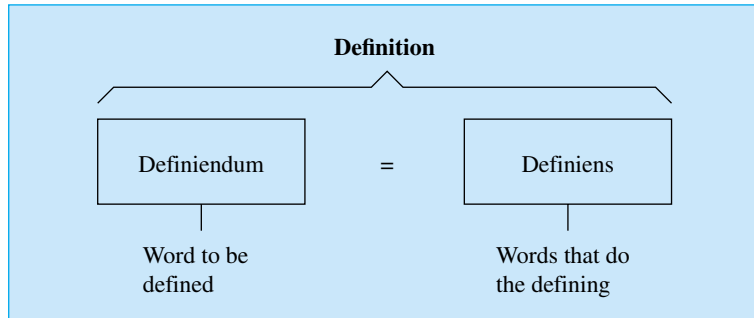 Definition
Definiendum = Definiens
Word to be Words that do
defined the defining